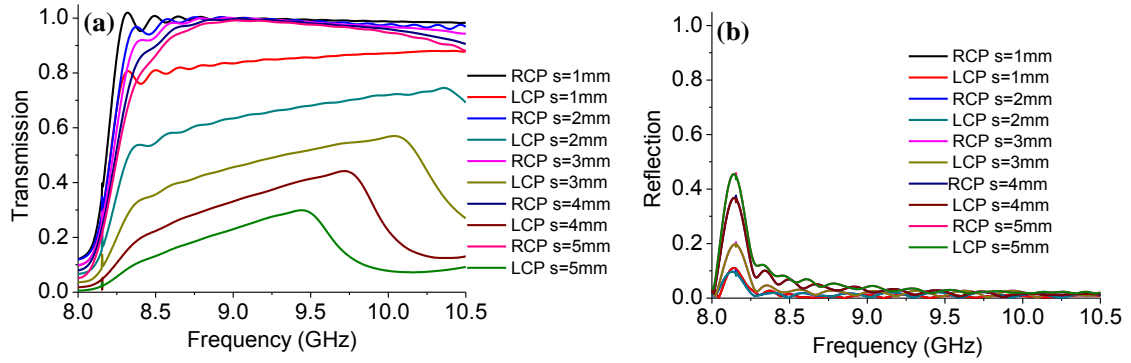 (a)
Transmission
1.0
0.8
0.6
0.4
0.2
0.0
8.0 8.5 9.0 9.5 10.0 10.5
Frequency (GHz)
RCP s=1mm
LCP s=1mm
RCP s=2mm
LCP s=2mm
RCP s=3mm
LCP s=3mm
RCP s=4mm
LCP s=4mm
RCP s=5mm
LCP s=5mm
(b)
Reflection
1.0
0.8
0.6
0.4
0.2
0.0
8.0 8.5 9.0 9.5 10.0 10.5
Frequency (GHz)
RCP s=1mm
LCP s=1mm
RCP s=2mm
LCP s=2mm
RCP s=3mm
LCP s=3mm
RCP s=4mm
LCP s=4mm
RCP s=5mm
LCP s=5mm